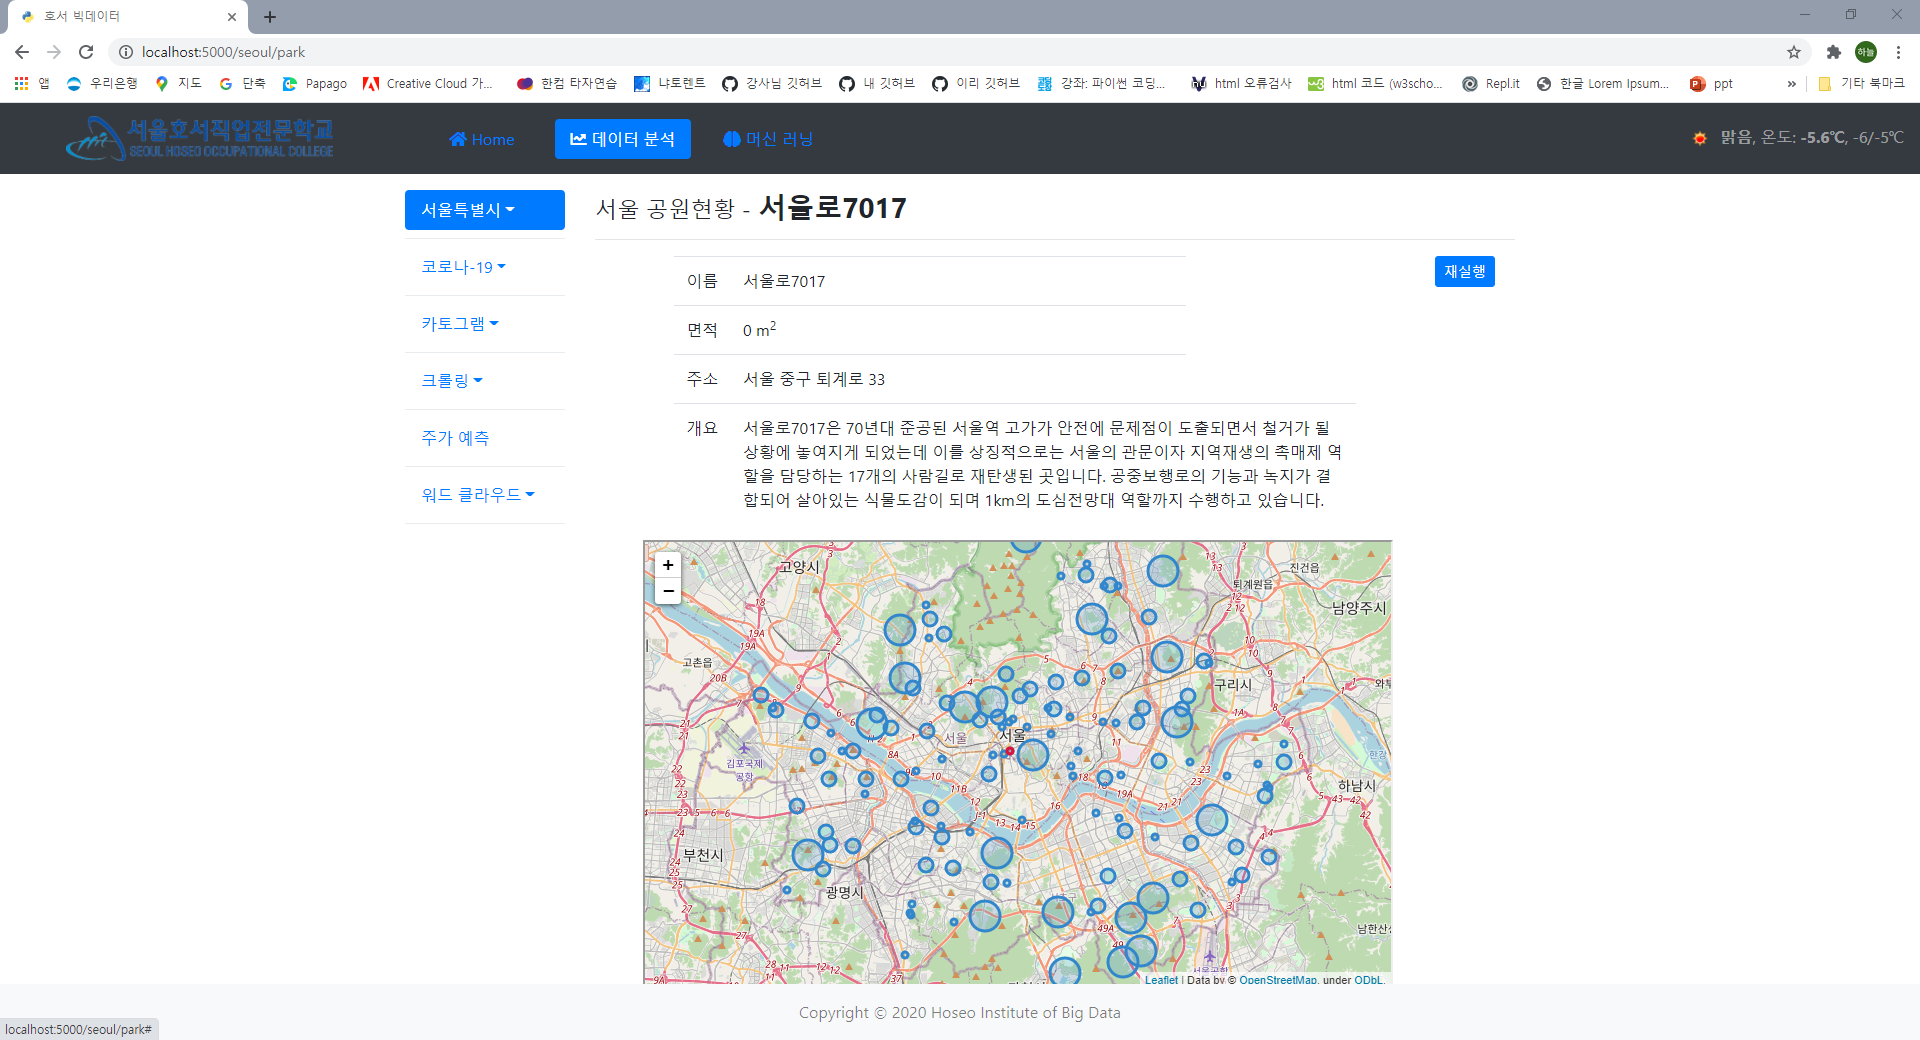 호서 빅데이터
localhost:5000/seoul/park
앱 우리은행 지도 단축 Papago Creative Cloud 가... 한컴 타자연습 나토렌트 강사님 깃허브 내 깃허브 이리 깃허브 강좌: 파이썬 코딩... html 오류검사 html 코드 (w3scho... Repl.it 한글 Lorem Ipsum... ppt » 기타 북마크
하늘
서울호서직업전문학교
SEOUL HOSEO OCCUPATIONAL COLLEGE
Home 데이터 분석 머신 러닝
맑음, 온도: -5.6℃, -6/-5℃
서울특별시
코로나-19
카토그램
크롤링
주가 예측
워드 클라우드
서울 공원현황 - 서울로7017
재실행
이름 서울로7017
면적 0 m2
주소 서울 중구 퇴계로 33
개요 서울로7017은 70년대 준공된 서울역 고가가 안전에 문제점이 도출되면서 철거가 될
상황에 놓여지게 되었는데 이를 상징적으로는 서울의 관문이자 지역재생의 촉매제 역
할을 담당하는 17개의 사람길로 재탄생된 곳입니다. 공중보행로의 기능과 녹지가 결
합되어 살아있는 식물도감이 되며 1km의 도심전망대 역할까지 수행하고 있습니다.
+
−
고양시
진건읍
퇴계원읍
남양주시
고촌읍
구리시
서울
서울
김포국제
공항
하남시
부천시
광명시
남한산
Leaflet | Data by © OpenStreetMap, under ODbL.
Copyright © 2020 Hoseo Institute of Big Data
localhost:5000/seoul/park#